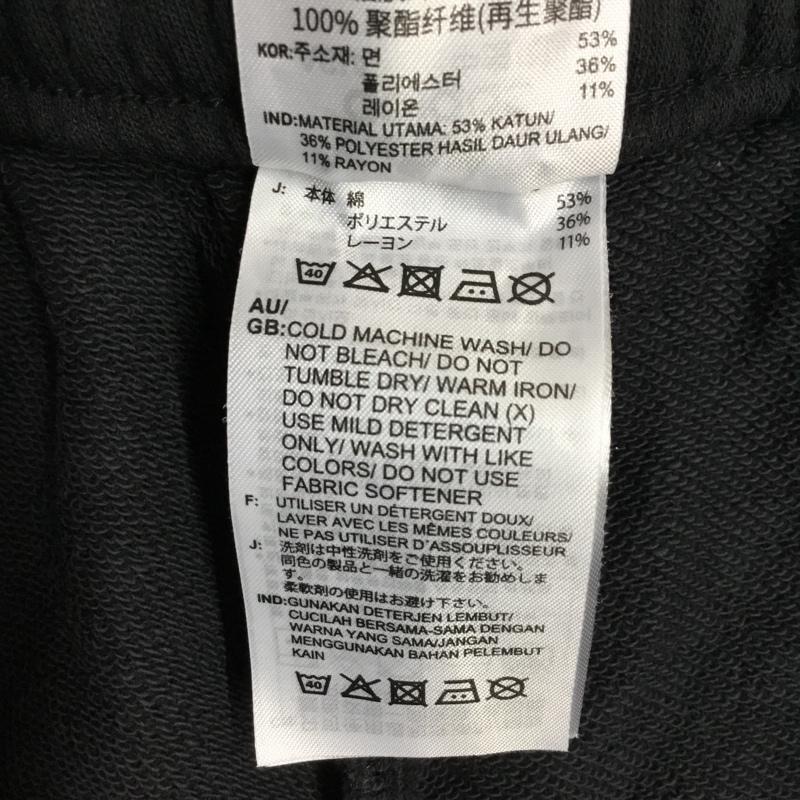 100% 聚酯纤维(再生聚酯)
KOR:주소재: 면 53%
폴리에스터 36%
레이온 11%
IND:MATERIAL UTAMA: 53% KATUN/
36% POLYESTER HASIL DAUR ULANG/
11% RAYON
J: 本体 綿 53%
ポリエステル 36%
レーヨン 11%
40
AU/
GB:COLD MACHINE WASH/ DO
NOT BLEACH/ DO NOT
TUMBLE DRY/ WARM IRON/
DO NOT DRY CLEAN (X)
USE MILD DETERGENT
ONLY/ WASH WITH LIKE
COLORS/ DO NOT USE
FABRIC SOFTENER
F: UTILISER UN DÉTERGENT DOUX/
LAVER AVEC LES MÊMES COULEURS/
NE PAS UTILISER D'ASSOUPLISSEUR
J: 洗剤は中性洗剤をご使用ください。
同色の製品と一緒の洗濯をお勧めしま
す。
柔軟剤の使用はお避け下さい。
IND:GUNAKAN DETERJEN LEMBUT/
CUCILAH BERSAMA-SAMA DENGAN
WARNA YANG SAMA/JANGAN
MENGGUNAKAN BAHAN PELEMBUT
KAIN
40